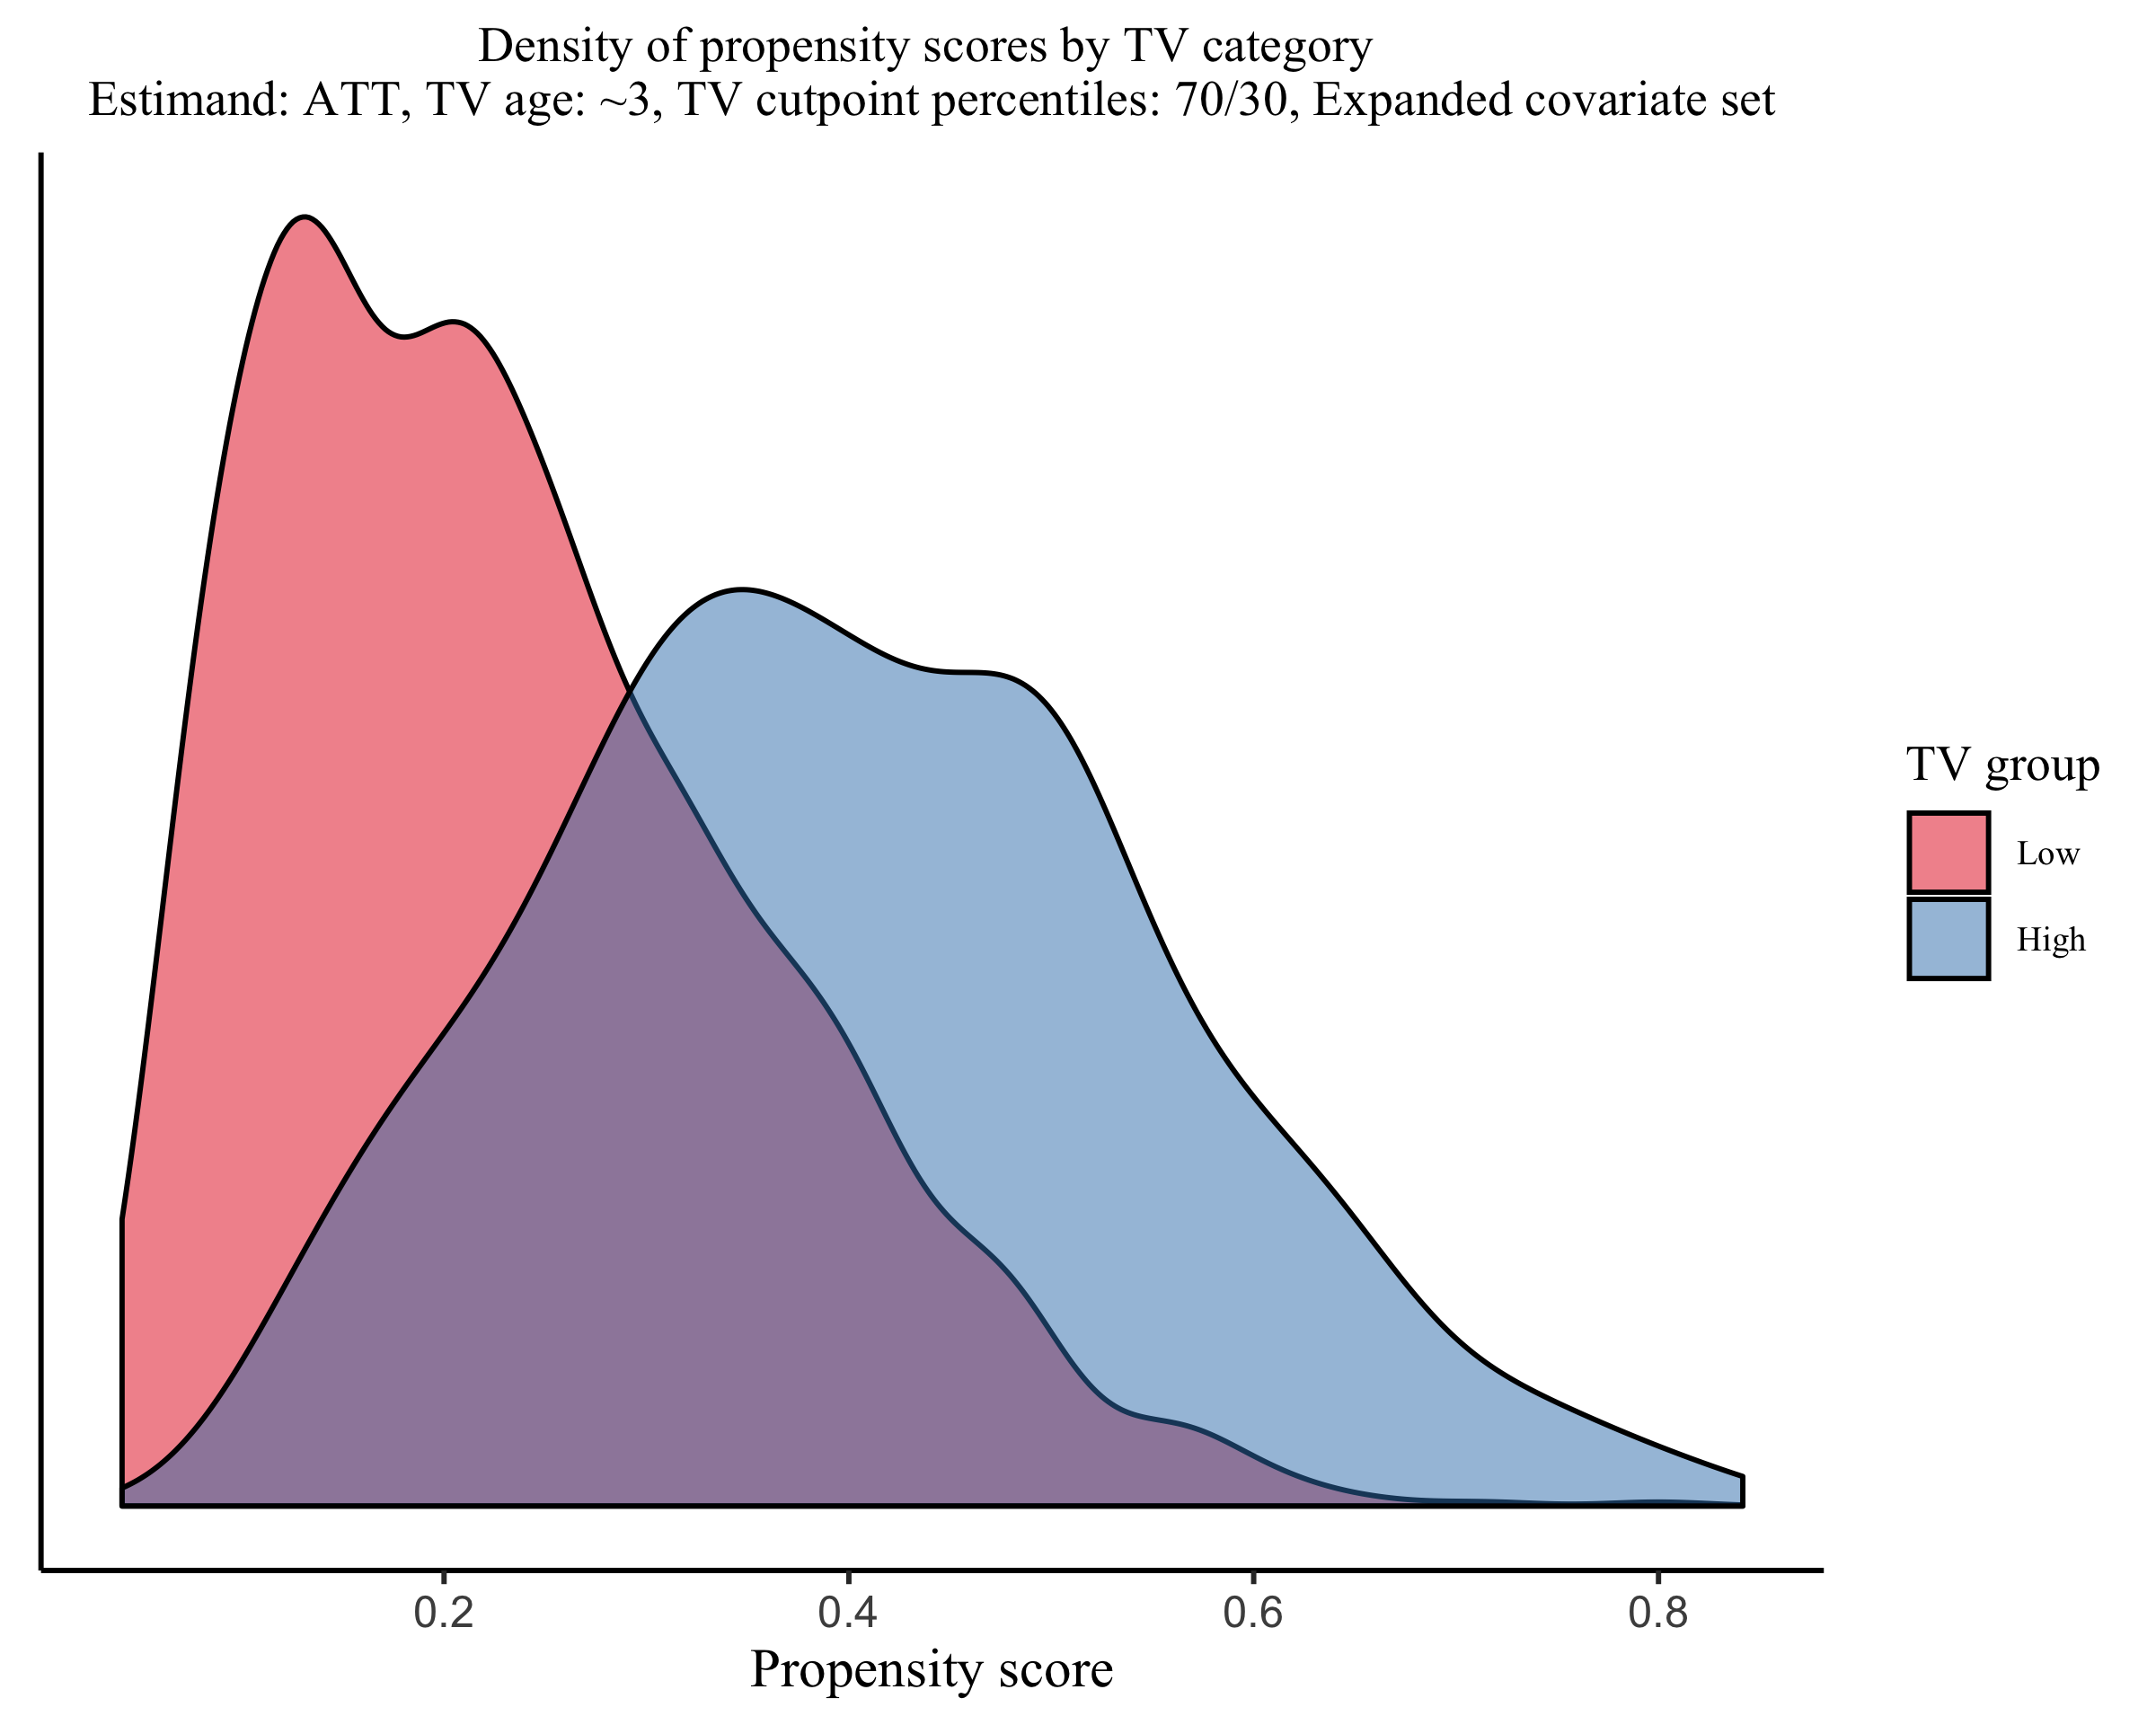 Density of propensity scores by TV category
Estimand: ATT, TV age: ~3, TV cutpoint percentiles: 70/30, Expanded covariate set
TV group
Low
High
0.2 0.4 0.6 0.8
Propensity score